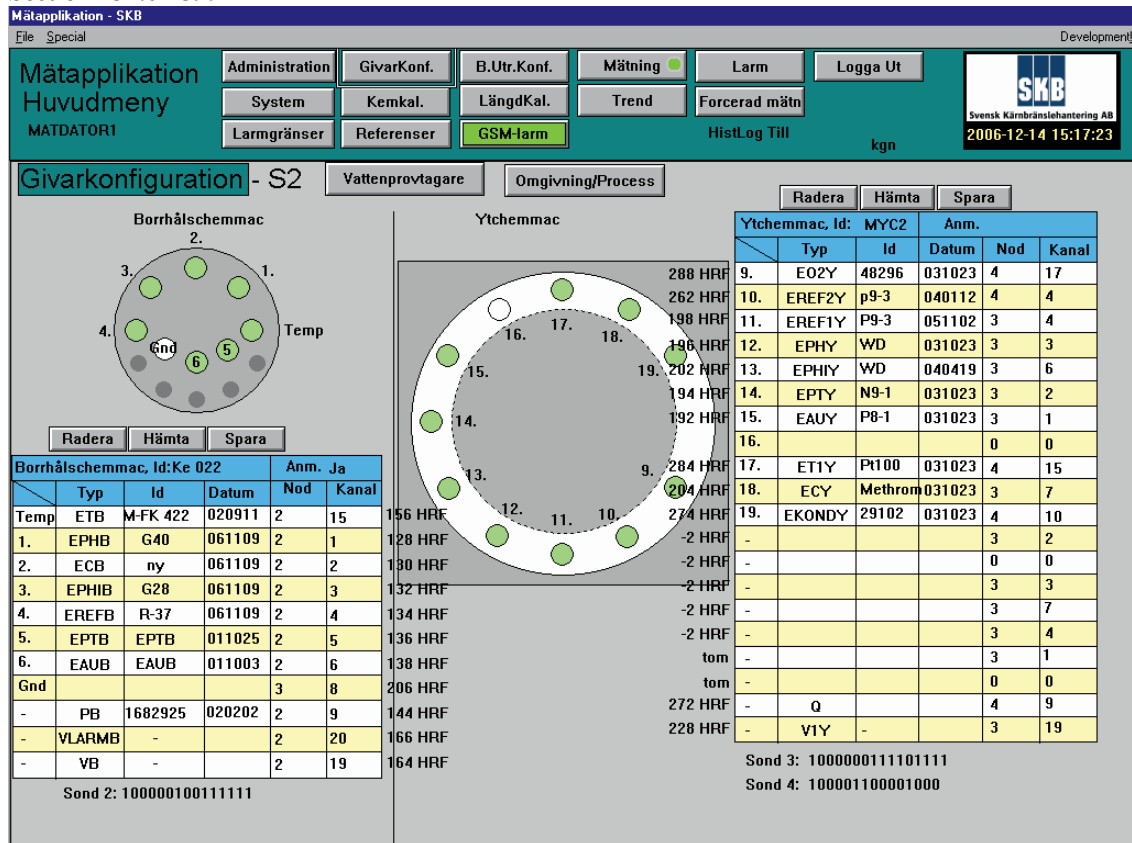 Mätapplikation - SKB
File Special Development
Mätapplikation
Huvudmeny
MATDATOR1
Administration GivarKonf. B.Utr.Konf. Mätning Larm Logga Ut
System Kemkal. LängdKal. Trend Forcerad mätn
Larmgränser Referenser GSM-larm HistLog Till kgn
SKB
Svensk Kärnbränslehantering AB
2006-12-14 15:17:23
Givarkonfiguration - S2 Vattenprovtagare Omgivning/Process
Borrhålschemmac
2.
3. 1.
4. Temp
Gnd 6 5
Radera Hämta Spara
Borrhålschemmac, Id:Ke 022 Anm. Ja
Typ Id Datum Nod Kanal
Temp ETB M-FK 422 020911 2 15 156 HRF
1. EPHB G40 061109 2 1 128 HRF
2. ECB ny 061109 2 2 130 HRF
3. EPHIB G28 061109 2 3 132 HRF
4. EREFB R-37 061109 2 4 134 HRF
5. EPTB EPTB 011025 2 5 136 HRF
6. EAUB EAUB 011003 2 6 138 HRF
Gnd 3 8 206 HRF
- PB 1682925 020202 2 9 144 HRF
- VLARMB - 2 20 166 HRF
- VB - 2 19 164 HRF
Sond 2: 100000100111111
Ytchemmac
16. 17. 18.
15. 19.
14.
13. 9.
12. 11. 10.
Radera Hämta Spara
Ytchemmac, Id: MYC2 Anm.
Typ Id Datum Nod Kanal
288 HRF 9. EO2Y 48296 031023 4 17
262 HRF 10. EREF2Y p9-3 040112 4 4
198 HRF 11. EREF1Y P9-3 051102 3 4
196 HRF 12. EPHY WD 031023 3 3
202 HRF 13. EPHIY WD 040419 3 6
194 HRF 14. EPTY N9-1 031023 3 2
192 HRF 15. EAUY P8-1 031023 3 1
16. 0 0
284 HRF 17. ET1Y Pt100 031023 4 15
204 HRF 18. ECY Methrom 031023 3 7
274 HRF 19. EKONDY 29102 031023 4 10
-2 HRF - 3 2
-2 HRF - 0 0
-2 HRF - 3 3
-2 HRF - 3 7
-2 HRF - 3 4
tom - 3 1
tom - 0 0
272 HRF - Q 4 9
228 HRF - V1Y - 3 19
Sond 3: 1000000111101111
Sond 4: 100001100001000